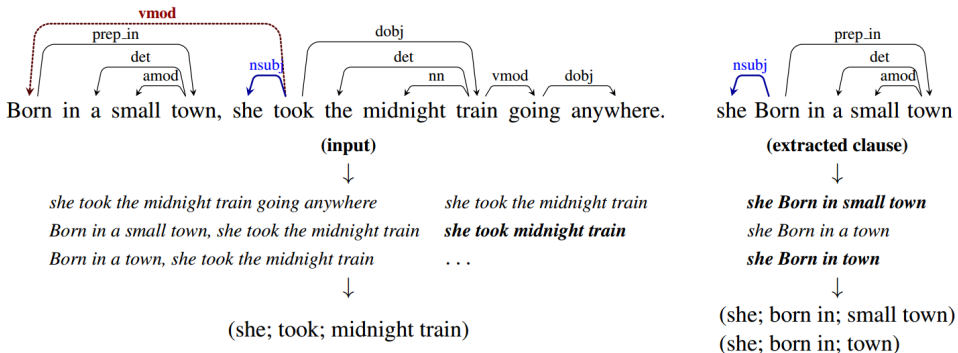 vmod
prep_in dobj prep_in
det det det
amod nsubj nn vmod dobj nsubj amod
Born in a small town, she took the midnight train going anywhere. she Born in a small town
(input) (extracted clause)
↓ ↓
she took the midnight train going anywhere she took the midnight train she Born in small town
Born in a small town, she took the midnight train she took midnight train she Born in a town
Born in a town, she took the midnight train . . . she Born in town
↓ ↓
(she; took; midnight train) (she; born in; small town)
(she; born in; town)